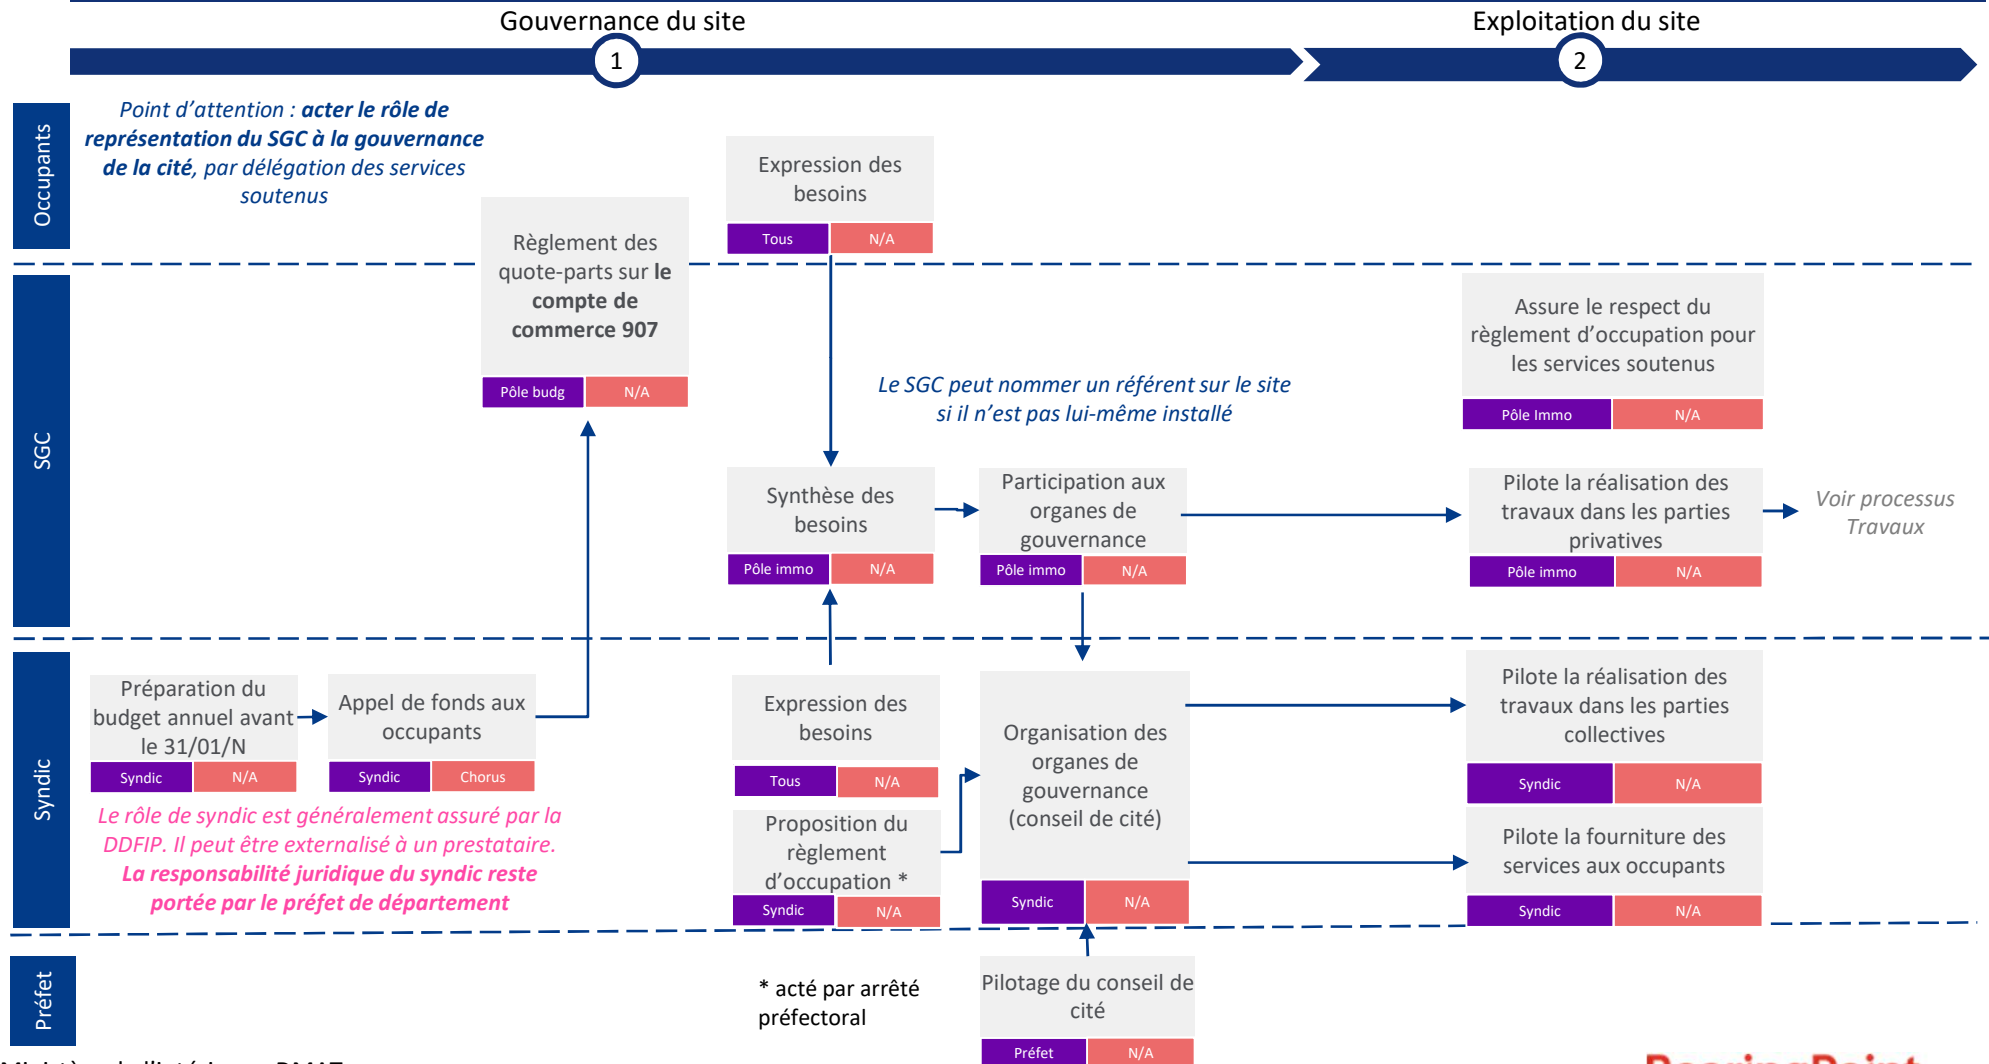 Gouvernance du site
Exploitation du site
1
2
Occupants
Point d'attention : acter le rôle de
représentation du SGC à la gouvernance
de la cité, par délégation des services
soutenus
Règlement des
quote-parts sur le
compte de
commerce 907
Pôle budg
N/A
Expression des
besoins
Tous
N/A
SGC
Le SGC peut nommer un référent sur le site
si il n'est pas lui-même installé
Assure le respect du
règlement d'occupation pour
les services soutenus
Pôle Immo
N/A
Synthèse des
besoins
Pôle immo
N/A
Participation aux
organes de
gouvernance
Pôle immo
N/A
Pilote la réalisation des
travaux dans les parties
privatives
Pôle immo
N/A
Voir processus
Travaux
Syndic
Préparation du
budget annuel avant
le 31/01/N
Syndic
N/A
Appel de fonds aux
occupants
Syndic
Chorus
Le rôle de syndic est généralement assuré par la
DDFIP. Il peut être externalisé à un prestataire.
La responsabilité juridique du syndic reste
portée par le préfet de département
Expression des
besoins
Tous
N/A
Proposition du
règlement
d'occupation *
Syndic
N/A
Organisation des
organes de
gouvernance
(conseil de cité)
Syndic
N/A
Pilote la réalisation des
travaux dans les parties
collectives
Syndic
N/A
Pilote la fourniture des
services aux occupants
Syndic
N/A
Préfet
* acté par arrêté
préfectoral
Pilotage du conseil de
cité
Préfet
N/A